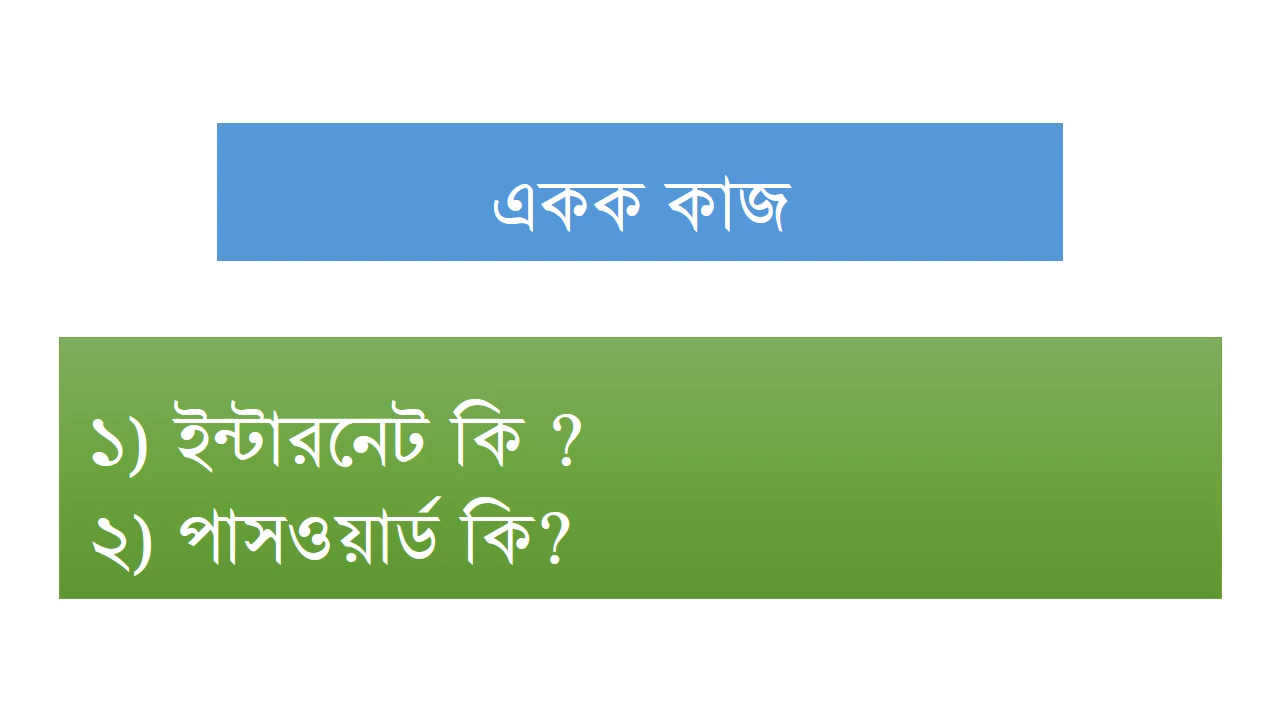 একক কাজ
১) ইন্টারনেট কি ?
২) পাসওয়ার্ড কি?